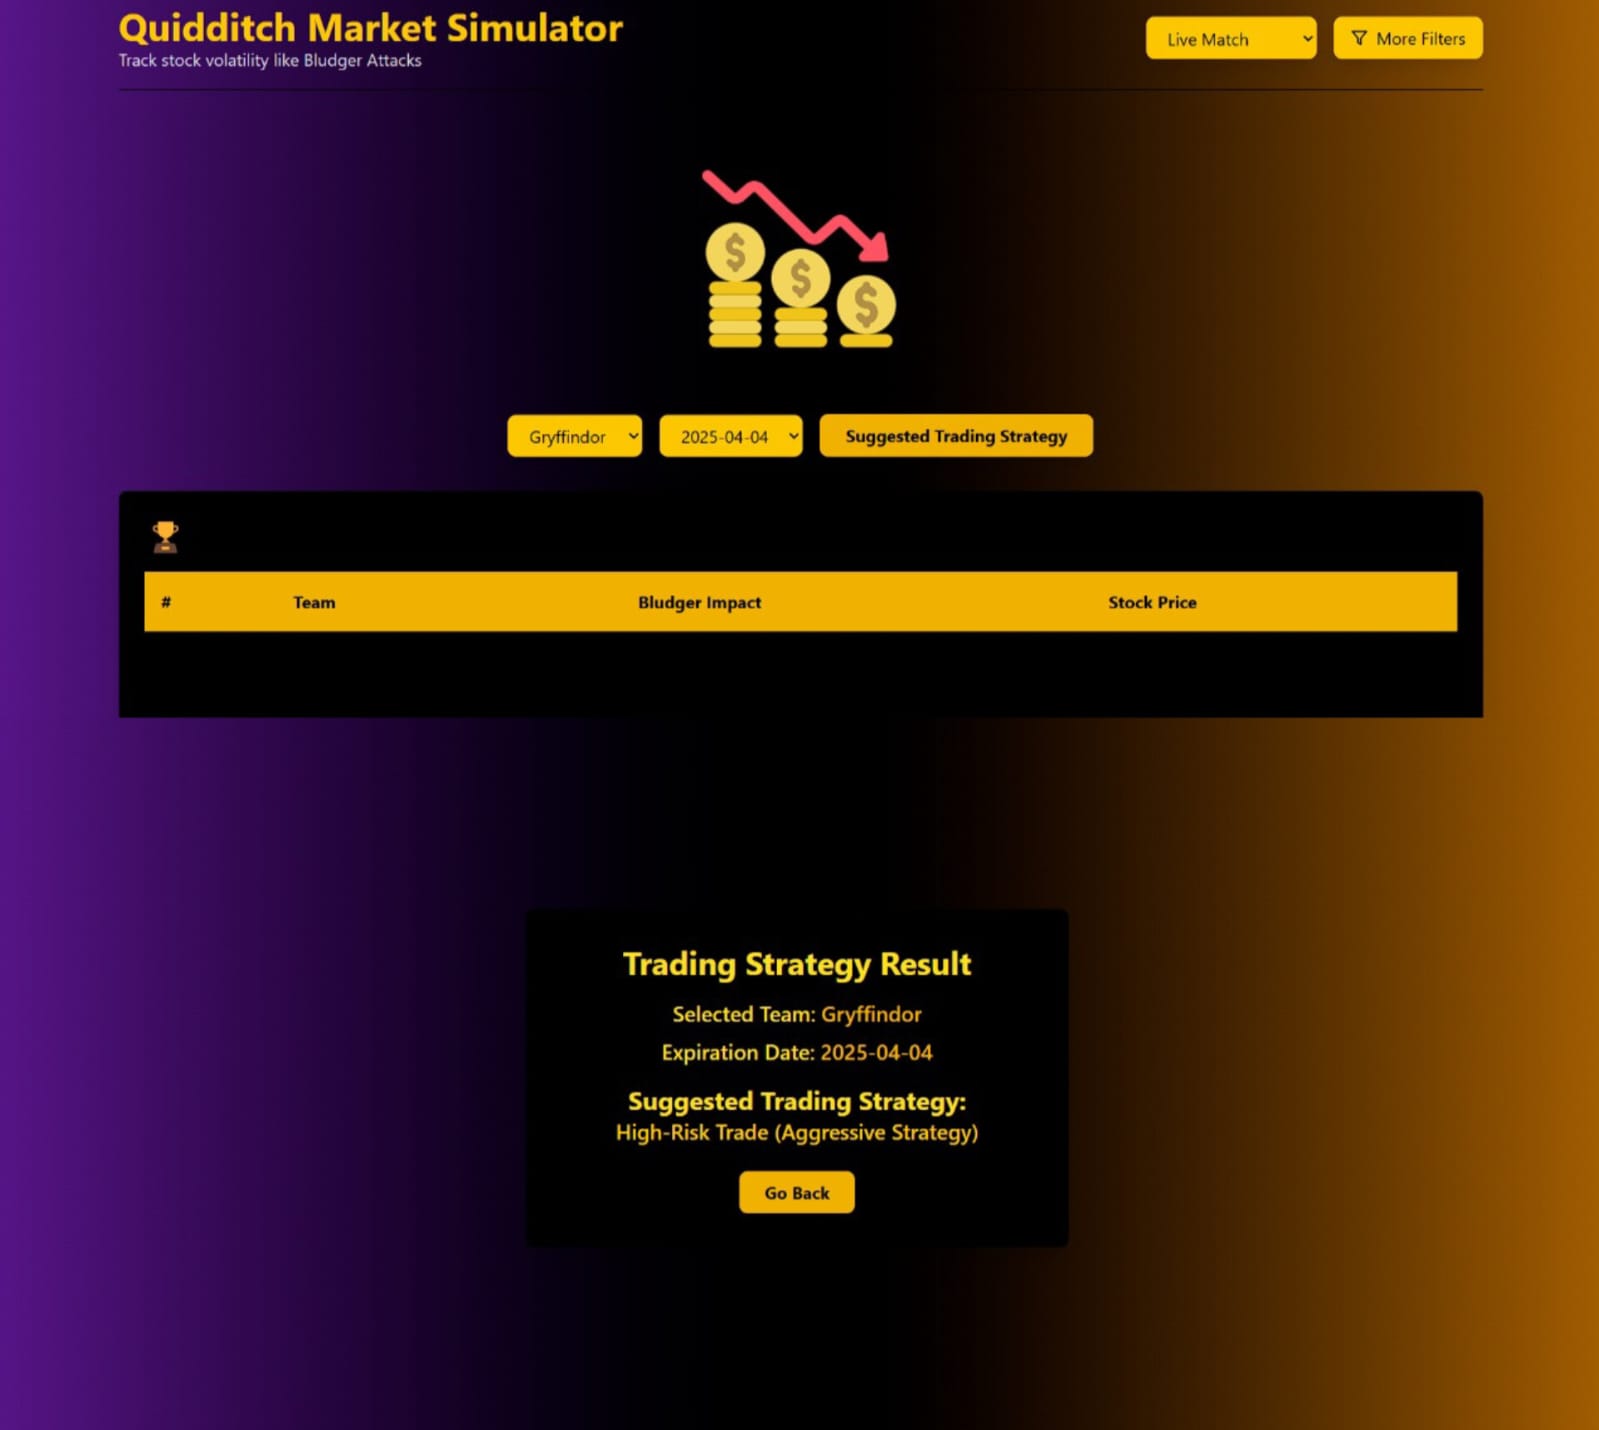 Quidditch Market Simulator
Track stock volatility like Bludger Attacks
Live Match
More Filters
$ $ $
Gryffindor
2025-04-04
Suggested Trading Strategy
# Team Bludger Impact Stock Price
Trading Strategy Result
Selected Team: Gryffindor
Expiration Date: 2025-04-04
Suggested Trading Strategy:
High-Risk Trade (Aggressive Strategy)
Go Back